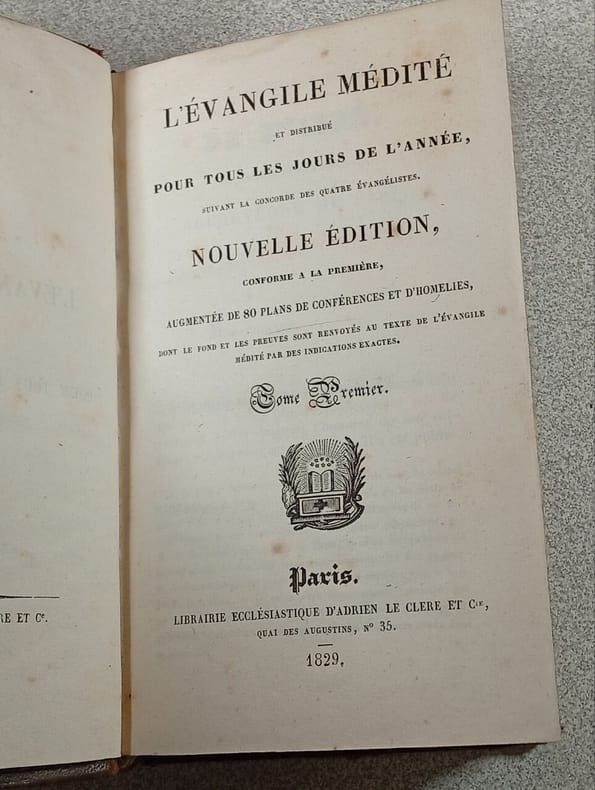 L'ÉVANGILE MÉDITÉ
ET DISTRIBUÉ
POUR TOUS LES JOURS DE L'ANNÉE,
SUIVANT LA CONCORDE DES QUATRE ÉVANGÉLISTES.
NOUVELLE ÉDITION,
CONFORME A LA PREMIÈRE,
AUGMENTÉE DE 80 PLANS DE CONFÉRENCES ET D'HOMELIES,
DONT LE FOND ET LES PREUVES SONT RENVOYÉS AU TEXTE DE L'ÉVANGILE
MÉDITÉ PAR DES INDICATIONS EXACTES.
Tome Premier.
Paris.
LIBRAIRIE ECCLÉSIASTIQUE D'ADRIEN LE CLERE ET Cie,
QUAI DES AUGUSTINS, Nº 35.
1829.
RE ET Ce.